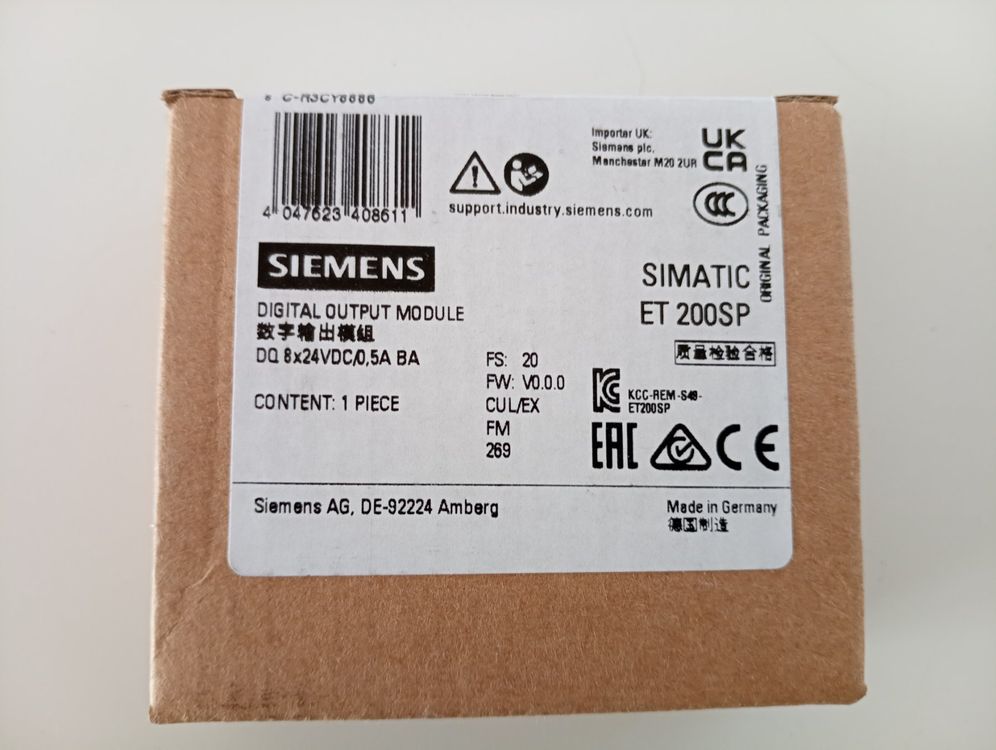 4 047623 408611
Importer UK:
Siemens plc.
Manchester M20 2UR
UK
CA
CCC
ORIGINAL PACKAGING
support.industry.siemens.com
SIEMENS
SIMATIC
ET 200SP
DIGITAL OUTPUT MODULE
数字输出模组
DQ 8x24VDC/0,5A BA
质量检验合格
CONTENT: 1 PIECE
FS: 20
FW: V0.0.0
CUL/EX
FM
269
KCC-REM-S49-
ET200SP
EAC
CE
Siemens AG, DE-92224 Amberg
Made in Germany
德国制造